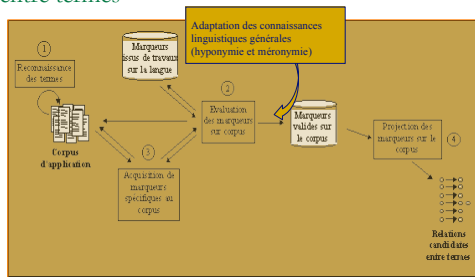 entre termes
Adaptation des connaissances
linguistiques générales
(hyponymie et méronymie)
1
Reconnaissance
des termes
Marqueurs
issus de travaux
sur la langue
2
Evaluation
des marqueurs
sur corpus
Marqueurs
valides sur
le corpus
Projection des
marqueurs sur le
corpus
4
Corpus
d'application
3
Acquisition de
marqueurs
spécifiques au
corpus
Relations
candidates
entre termes